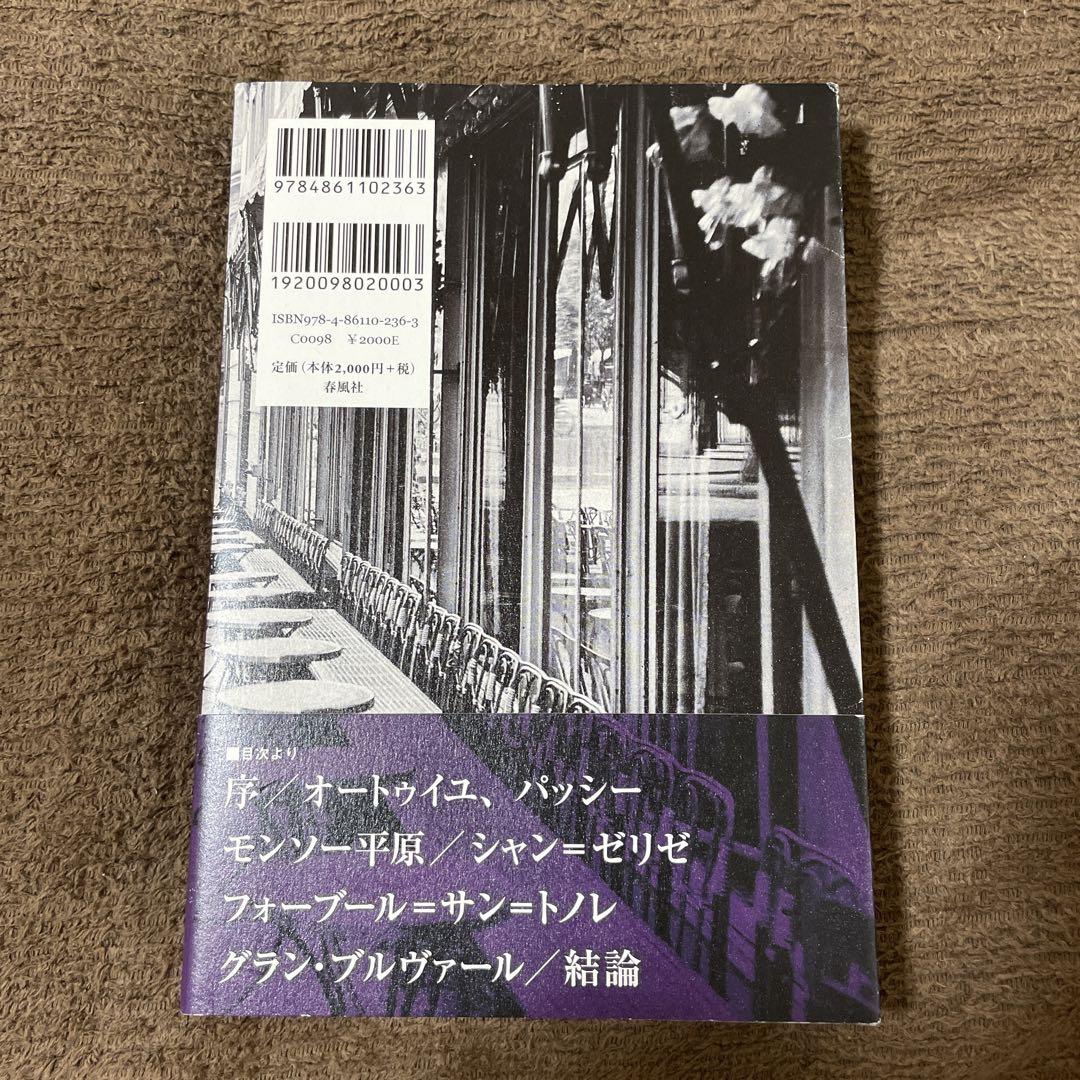 9784861102363
1920098020003
ISBN978-4-86110-236-3
C0098 ¥2000E
定価(本体2,000円+税)
春風社
■目次より
序/オートゥイユ、パッシー
モンソー平原/シャン=ゼリゼ
フォーブール=サン=トノレ
グラン・ブルヴァール/結論